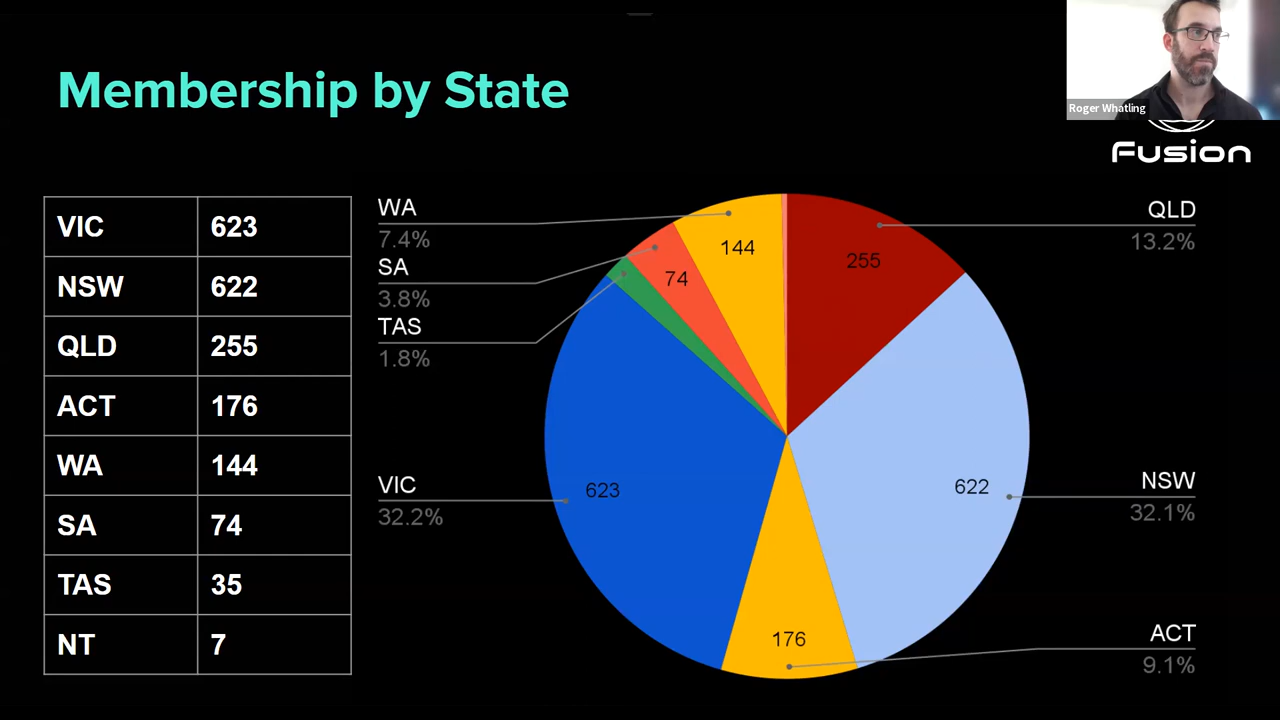 Membership by State
Roger Whatling
Fusion
VIC 623
NSW 622
QLD 255
ACT 176
WA 144
SA 74
TAS 35
NT 7
WA
7.4%
SA
3.8%
TAS
1.8%
VIC
32.2%
144
74
255
623
622
176
QLD
13.2%
NSW
32.1%
ACT
9.1%